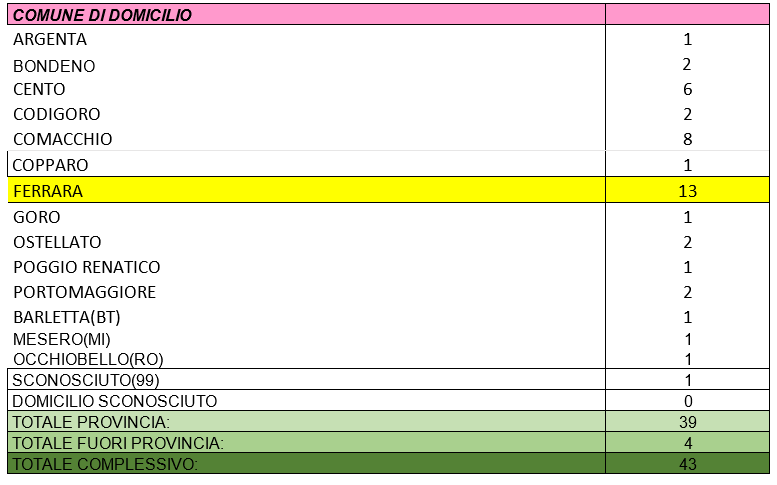 COMUNE DI DOMICILIO
ARGENTA 1
BONDENO 2
CENTO 6
CODIGORO 2
COMACCHIO 8
COPPARO 1
FERRARA 13
GORO 1
OSTELLATO 2
POGGIO RENATICO 1
PORTOMAGGIORE 2
BARLETTA(BT) 1
MESERO(MI) 1
OCCHIOBELLO(RO) 1
SCONOSCIUTO(99) 1
DOMICILIO SCONOSCIUTO 0
TOTALE PROVINCIA: 39
TOTALE FUORI PROVINCIA: 4
TOTALE COMPLESSIVO: 43